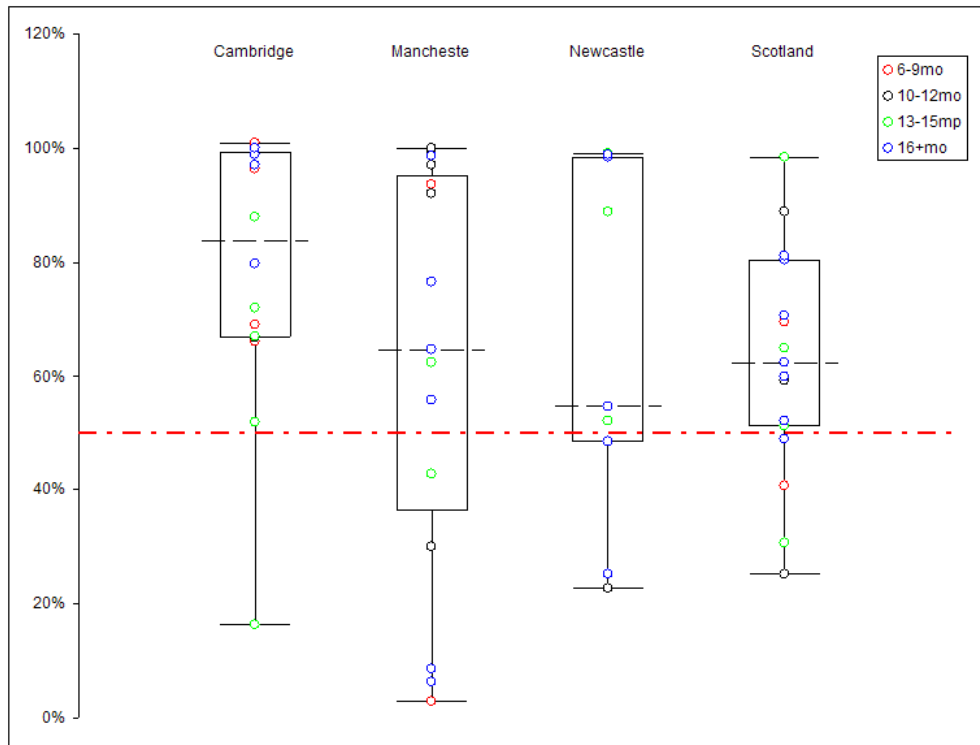 120%
Cambridge Mancheste Newcastle Scotland
6-9mo
10-12mo
13-15mp
16+mo
100%
80%
60%
40%
20%
0%